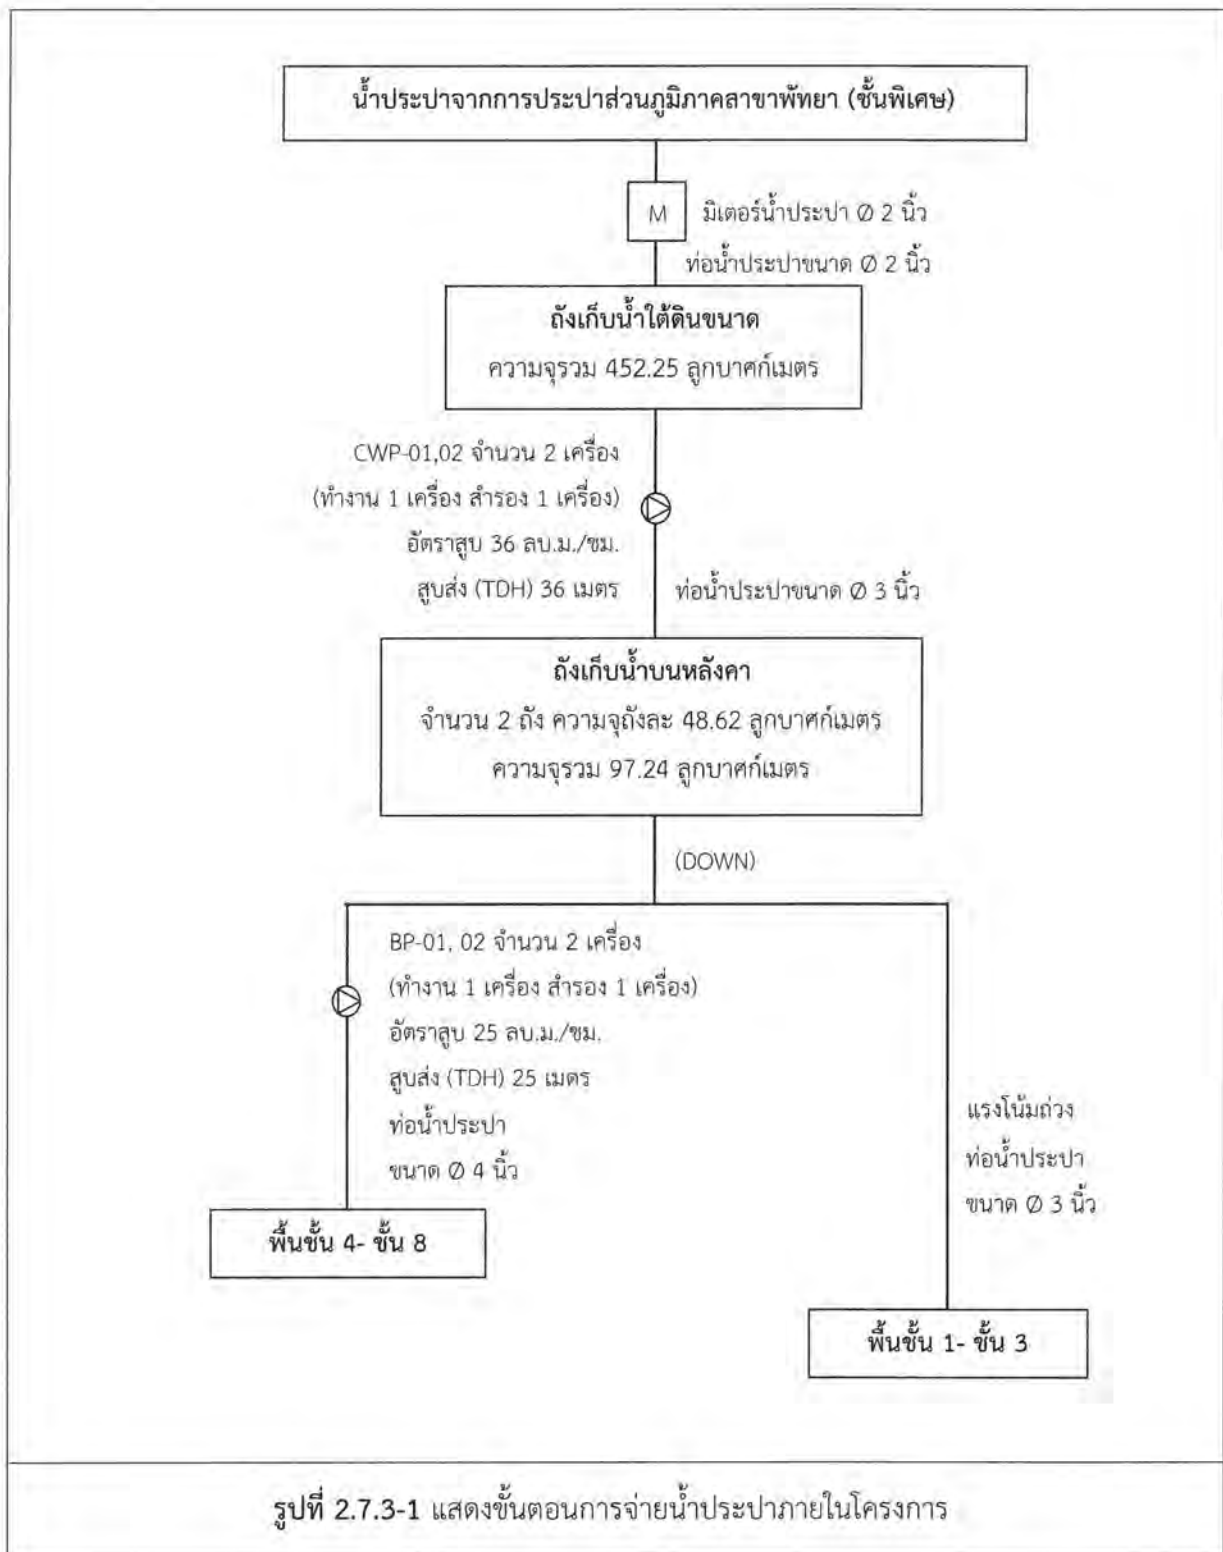 น้ำประปาจากการประปาส่วนภูมิภาคสาขาพัทยา (ชั้นพิเศษ)
M
มิเตอร์น้ำประปา Ø 2 นิ้ว
ท่อน้ำประปาขนาด Ø 2 นิ้ว
ถังเก็บน้ำใต้ดินขนาด
ความจุรวม 452.25 ลูกบาศก์เมตร
CWP-01,02 จำนวน 2 เครื่อง
(ทำงาน 1 เครื่อง สำรอง 1 เครื่อง)
อัตราสูบ 36 ลบ.ม./ชม.
สูบส่ง (TDH) 36 เมตร
ท่อน้ำประปาขนาด Ø 3 นิ้ว
ถังเก็บน้ำบนหลังคา
จำนวน 2 ถัง ความจุถังละ 48.62 ลูกบาศก์เมตร
ความจุรวม 97.24 ลูกบาศก์เมตร
(DOWN)
BP-01, 02 จำนวน 2 เครื่อง
(ทำงาน 1 เครื่อง สำรอง 1 เครื่อง)
อัตราสูบ 25 ลบ.ม./ชม.
สูบส่ง (TDH) 25 เมตร
ท่อน้ำประปา
ขนาด Ø 4 นิ้ว
พื้นชั้น 4- ชั้น 8
แรงโน้มถ่วง
ท่อน้ำประปา
ขนาด Ø 3 นิ้ว
พื้นชั้น 1- ชั้น 3
รูปที่ 2.7.3-1 แสดงขั้นตอนการจ่ายน้ำประปาภายในโครงการ